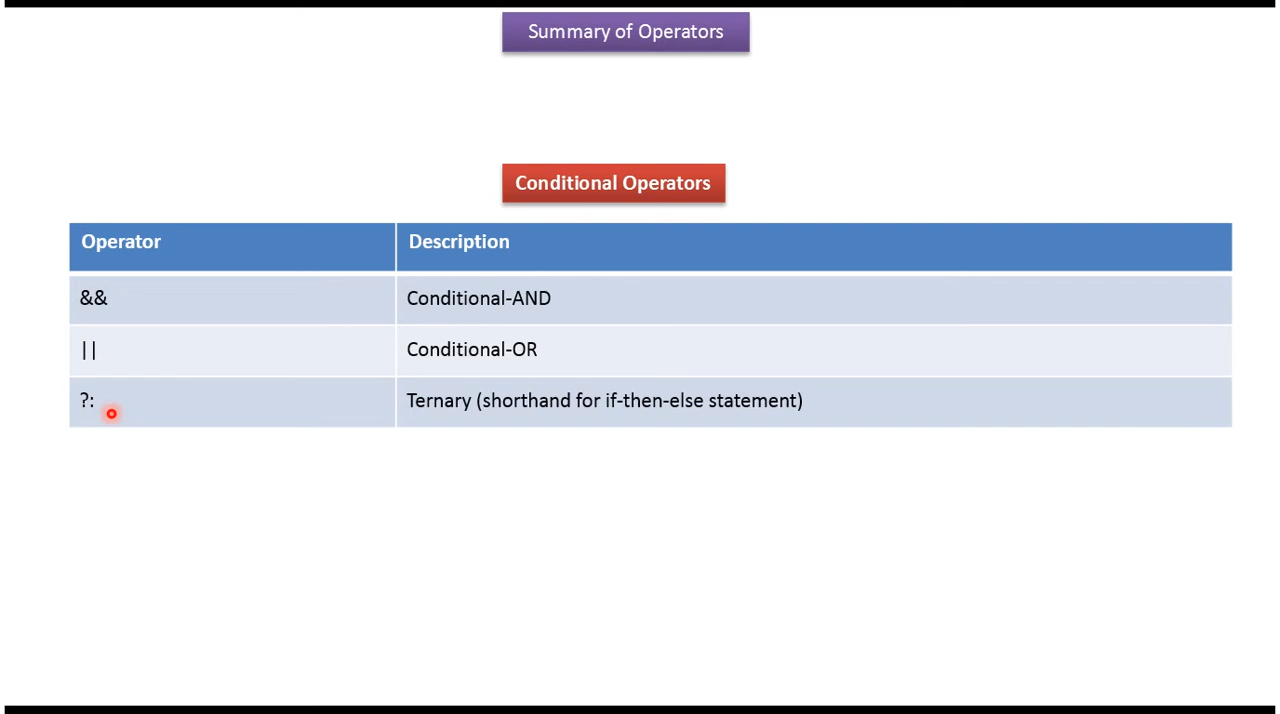 Summary of Operators
Conditional Operators
Operator Description
&& Conditional-AND
|| Conditional-OR
?: Ternary (shorthand for if-then-else statement)